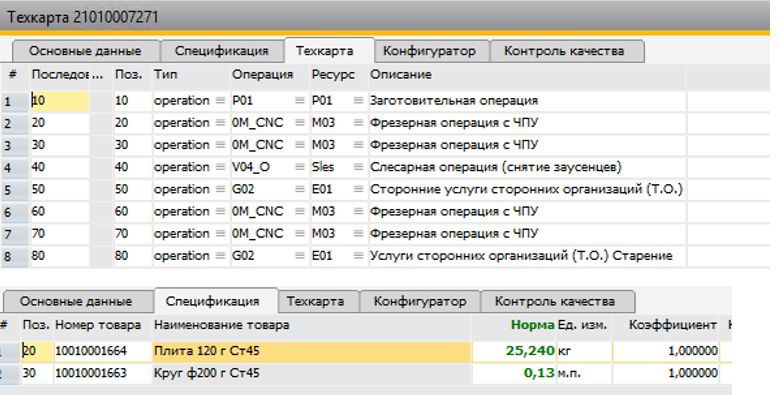 Техкарта 21010007271
Основные данные Спецификация Техкарта Конфигуратор Контроль качества
# Последов ... Поз. Тип Операция Ресурс Описание
1 10 10 operation P01 P01 Заготовительная операция
2 20 20 operation 0M_CNC M03 Фрезерная операция с ЧПУ
3 30 30 operation 0M_CNC M03 Фрезерная операция с ЧПУ
4 40 40 operation V04_O Sles Слесарная операция (снятие заусенцев)
5 50 50 operation G02 E01 Сторонние услуги сторонних организаций (Т.О.)
6 60 60 operation 0M_CNC M03 Фрезерная операция с ЧПУ
7 70 70 operation 0M_CNC M03 Фрезерная операция с ЧПУ
8 80 80 operation G02 E01 Услуги сторонних организаций (Т.О.) Старение
Основные данные Спецификация Техкарта Конфигуратор Контроль качества
# Поз. Номер товара Наименование товара Норма Ед. изм. Коэффициент
1 20 10010001664 Плита 120 г Ст45 25,240 кг 1,000000
2 30 10010001663 Круг ф200 г Ст45 0,13 м.п. 1,000000